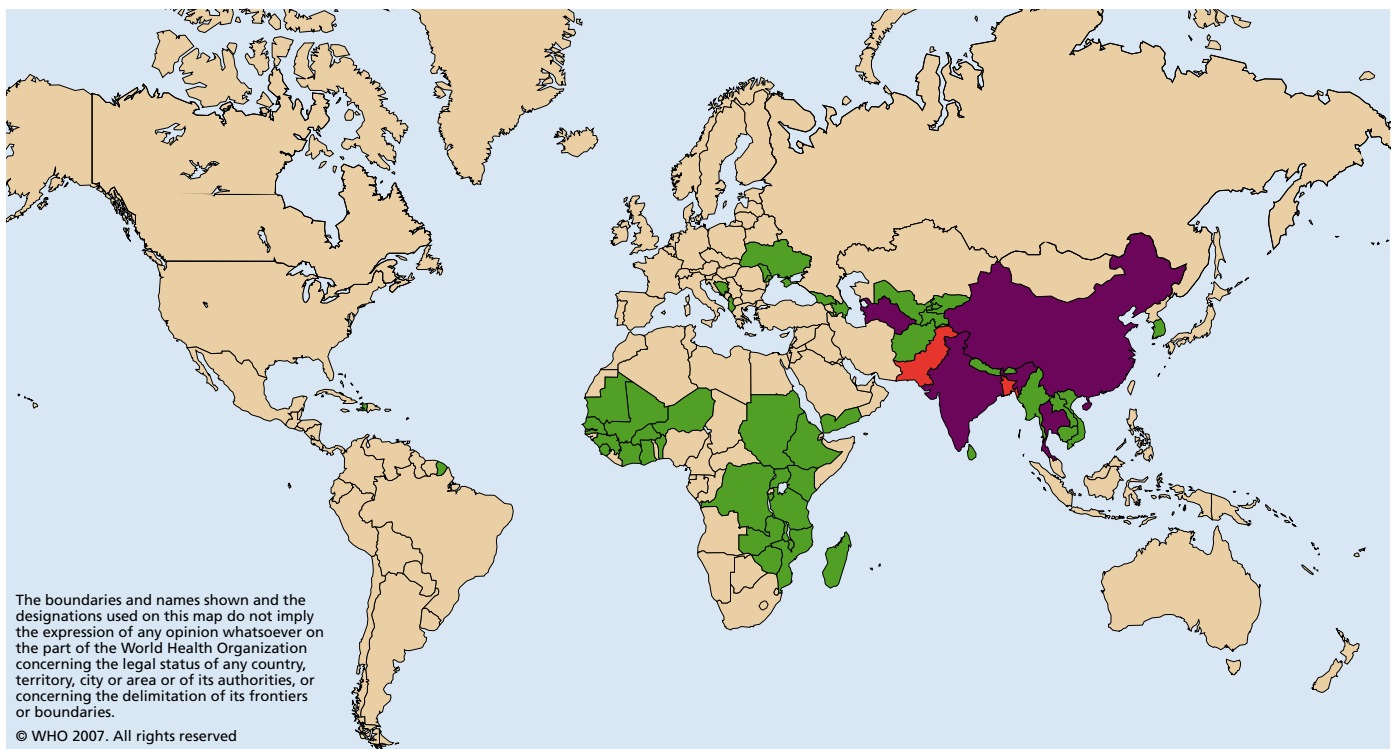 The boundaries and names shown and the
designations used on this map do not imply
the expression of any opinion whatsoever on
the part of the World Health Organization
concerning the legal status of any country,
territory, city or area or of its authorities, or
concerning the delimitation of its frontiers
or boundaries.
© WHO 2007. All rights reserved